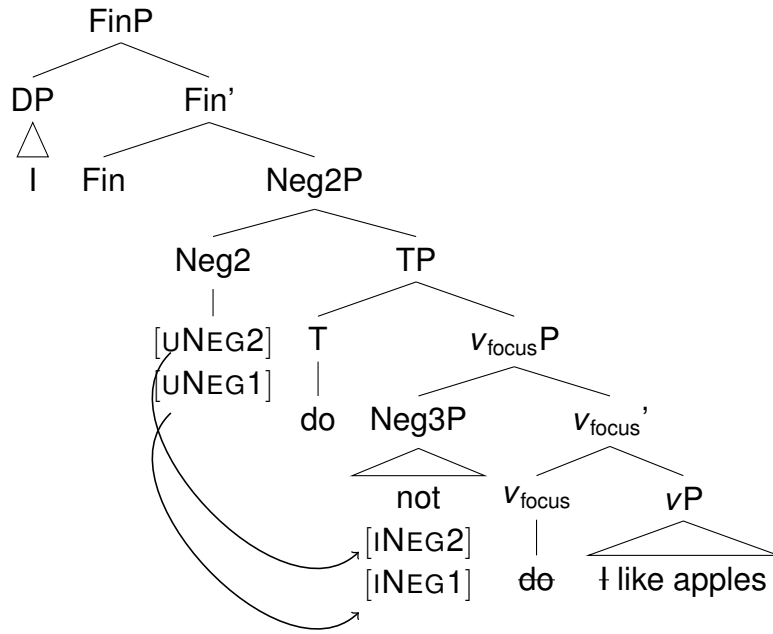 FinP
DP Fin’
I Fin Neg2P
Neg2 TP
[UNEG2] T vfocusP
[UNEG1] do Neg3P vfocus’
not vfocus vP
[INEG2]
[INEG1] do I like apples